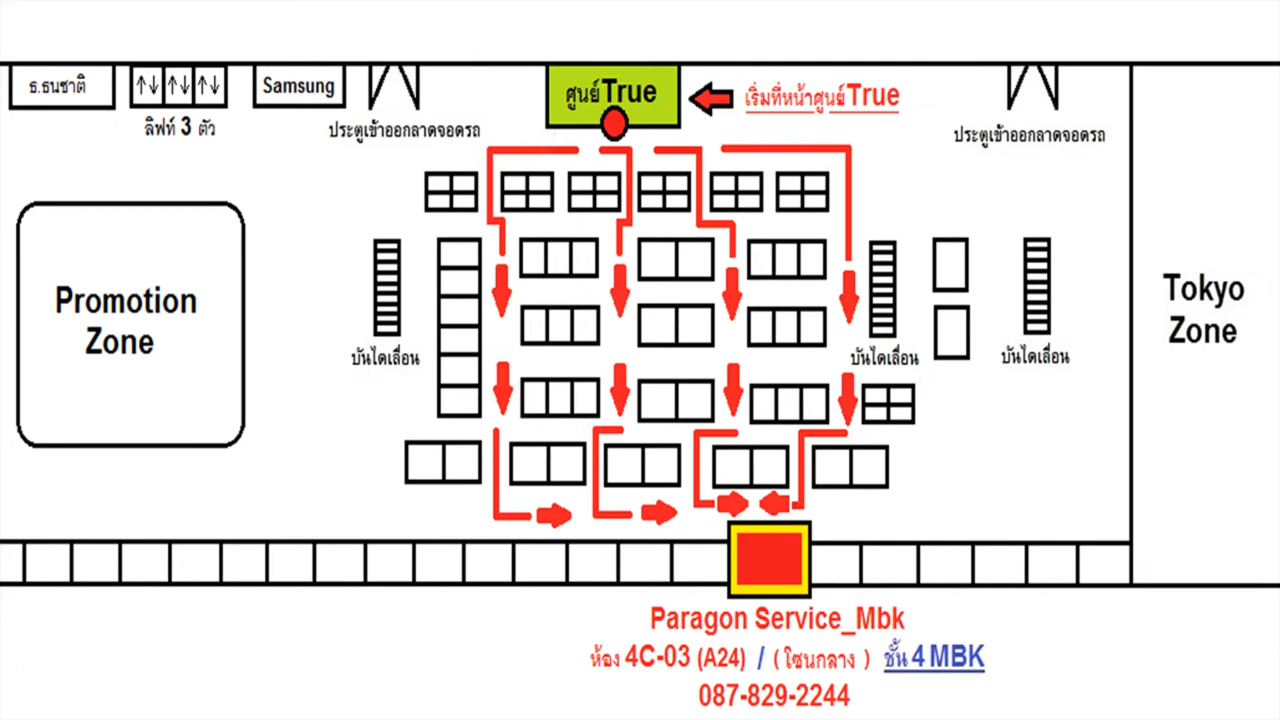 ธ.ธนชาติ
ลิฟท์ 3 ตัว
Samsung
ประตูเข้าออกลาดจอดรถ
ศูนย์True
เริ่มที่หน้าศูนย์True
ประตูเข้าออกลาดจอดรถ
Promotion
Zone
บันไดเลื่อน
บันไดเลื่อน
บันไดเลื่อน
Tokyo
Zone
Paragon Service_Mbk
ห้อง 4C-03 (A24) / ( โซนกลาง ) ชั้น 4 MBK
087-829-2244